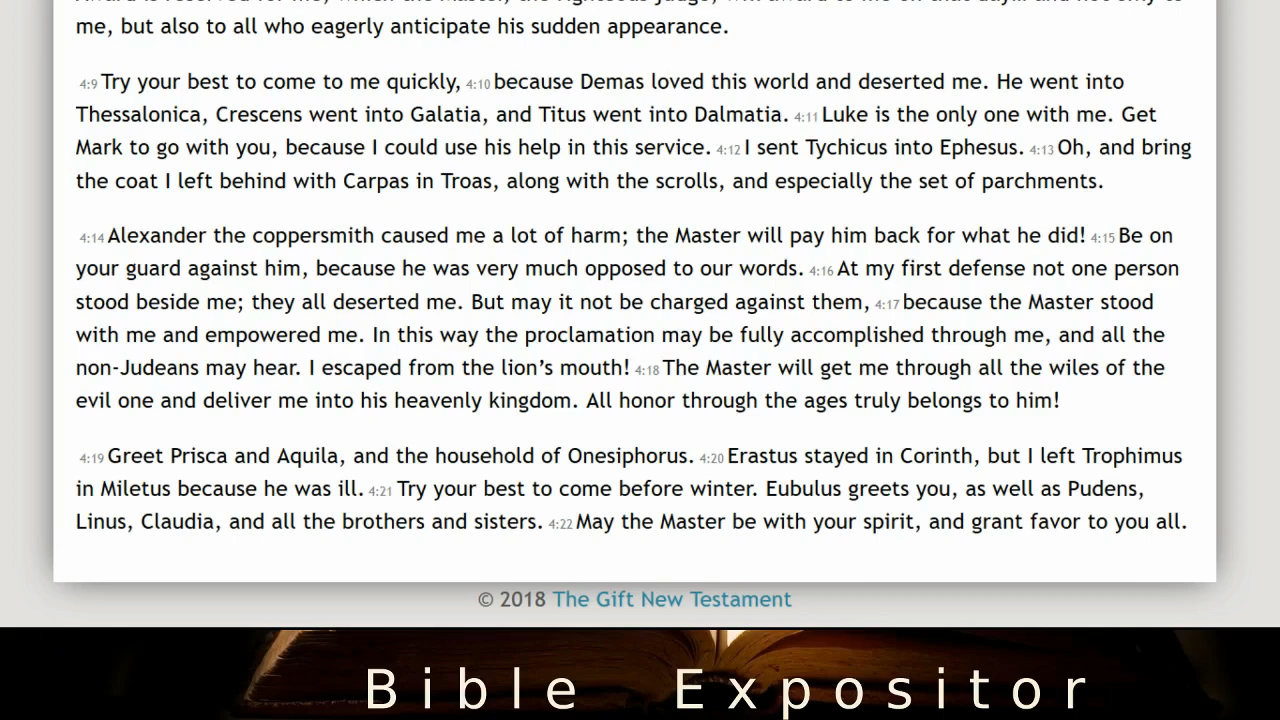 me, but also to all who eagerly anticipate his sudden appearance.
4:9 Try your best to come to me quickly, 4:10 because Demas loved this world and deserted me. He went into
Thessalonica, Crescens went into Galatia, and Titus went into Dalmatia. 4:11 Luke is the only one with me. Get
Mark to go with you, because I could use his help in this service. 4:12 I sent Tychicus into Ephesus. 4:13 Oh, and bring
the coat I left behind with Carpas in Troas, along with the scrolls, and especially the set of parchments.
4:14 Alexander the coppersmith caused me a lot of harm; the Master will pay him back for what he did! 4:15 Be on
your guard against him, because he was very much opposed to our words. 4:16 At my first defense not one person
stood beside me; they all deserted me. But may it not be charged against them, 4:17 because the Master stood
with me and empowered me. In this way the proclamation may be fully accomplished through me, and all the
non-Judeans may hear. I escaped from the lion’s mouth! 4:18 The Master will get me through all the wiles of the
evil one and deliver me into his heavenly kingdom. All honor through the ages truly belongs to him!
4:19 Greet Prisca and Aquila, and the household of Onesiphorus. 4:20 Erastus stayed in Corinth, but I left Trophimus
in Miletus because he was ill. 4:21 Try your best to come before winter. Eubulus greets you, as well as Pudens,
Linus, Claudia, and all the brothers and sisters. 4:22 May the Master be with your spirit, and grant favor to you all.
© 2018 The Gift New Testament
Bible Expositor